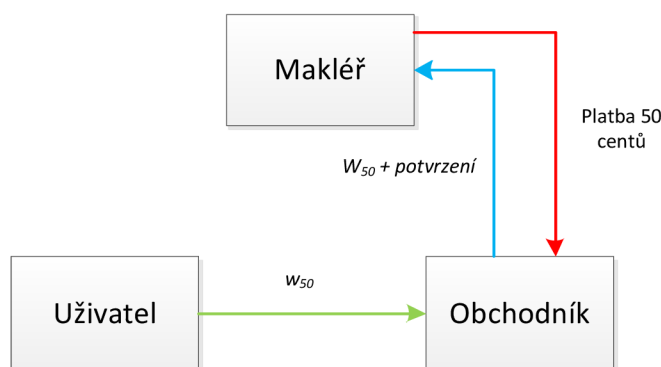 Makléř
Platba 50
centů
W50 + potvrzení
w50
Uživatel
Obchodník